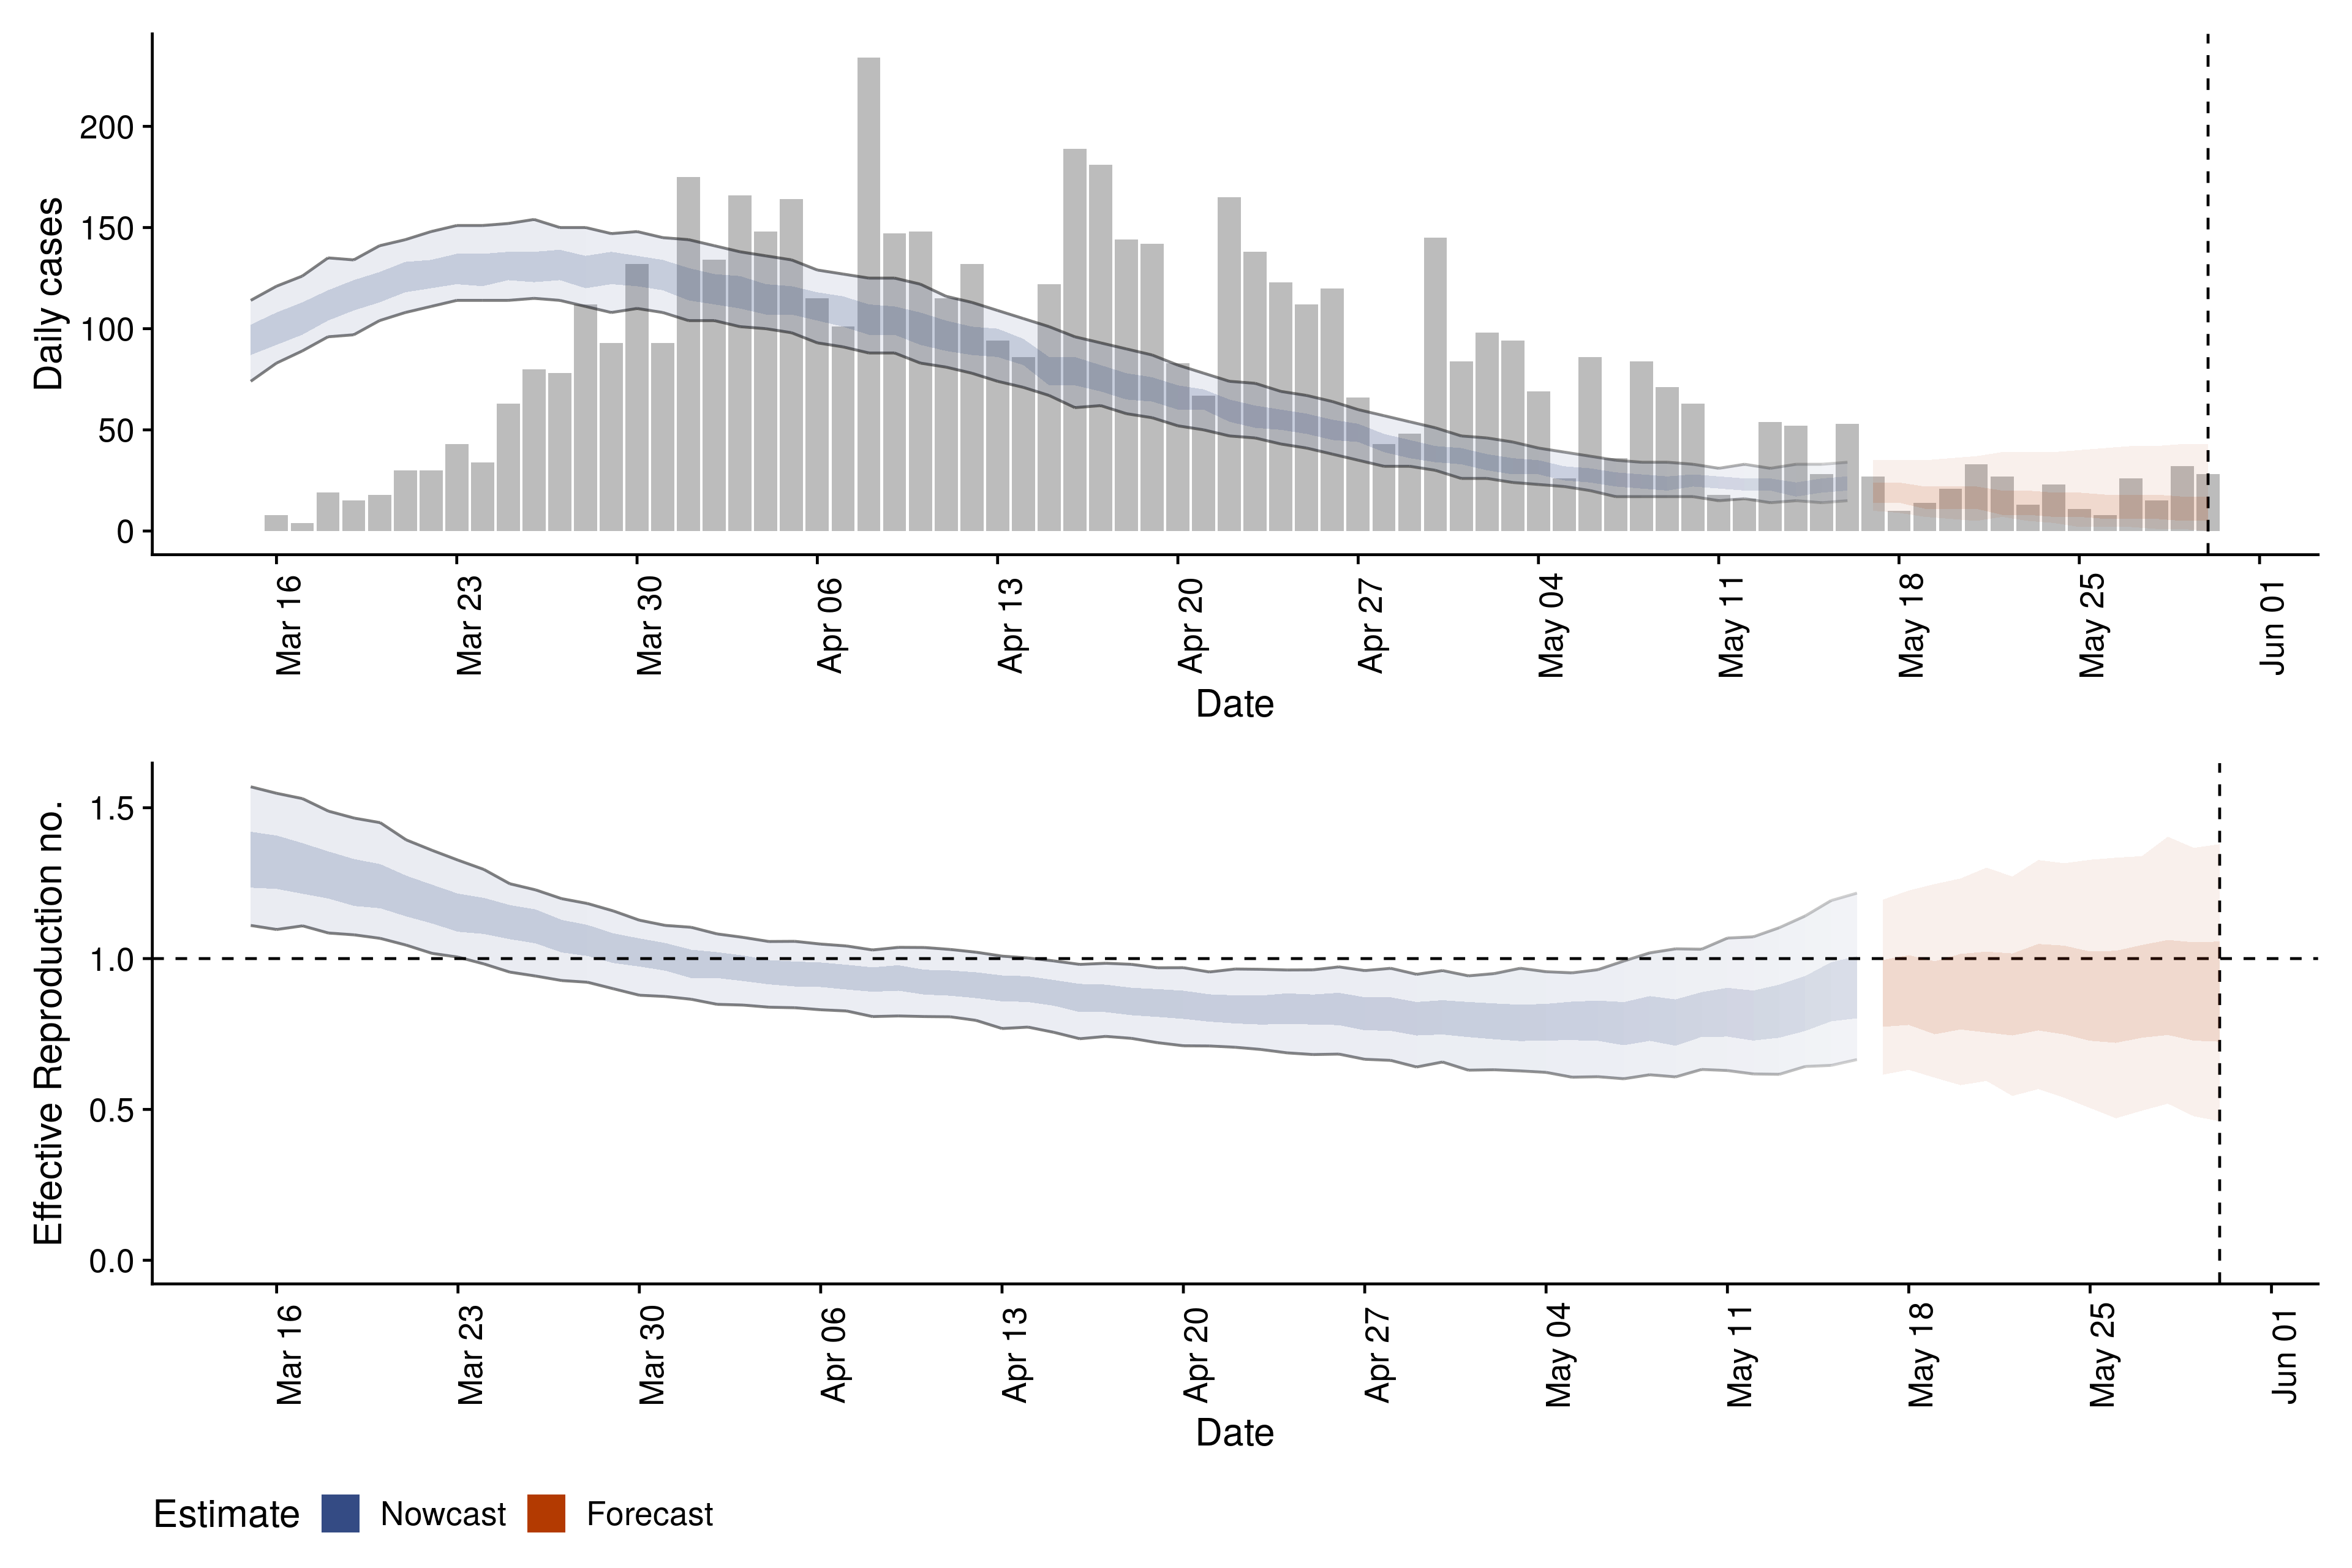 Daily cases
200
150
100
50
0
Mar 16
Mar 23
Mar 30
Apr 06
Apr 13
Apr 20
Apr 27
May 04
May 11
May 18
May 25
Jun 01
Date
Effective Reproduction no.
1.5
1.0
0.5
0.0
Mar 16
Mar 23
Mar 30
Apr 06
Apr 13
Apr 20
Apr 27
May 04
May 11
May 18
May 25
Jun 01
Date
Estimate Nowcast Forecast